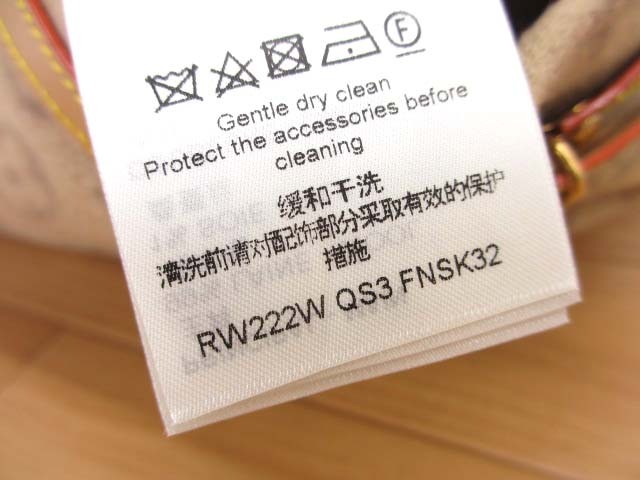 F
Gentle dry clean
Protect the accessories before
cleaning
缓和干洗
清洗前请对配饰部分采取有效的保护
措施
RW222W QS3 FNSK32